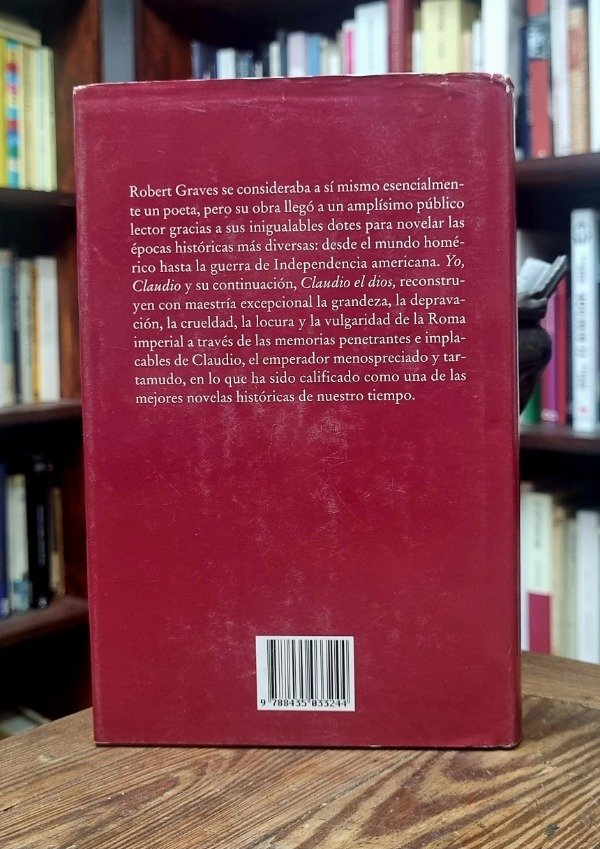 Robert Graves se consideraba a sí mismo esencialmen-
te un poeta, pero su obra llegó a un amplísimo público
lector gracias a sus inigualables dotes para novelar las
épocas históricas más diversas: desde el mundo homé-
rico hasta la guerra de Independencia americana. Yo,
Claudio y su continuación, Claudio el dios, reconstru-
yen con maestría excepcional la grandeza, la deprava-
ción, la crueldad, la locura y la vulgaridad de la Roma
imperial a través de las memorias penetrantes e impla-
cables de Claudio, el emperador menospreciado y tar-
tamudo, en lo que ha sido calificado como una de las
mejores novelas históricas de nuestro tiempo.
9 788435 033244